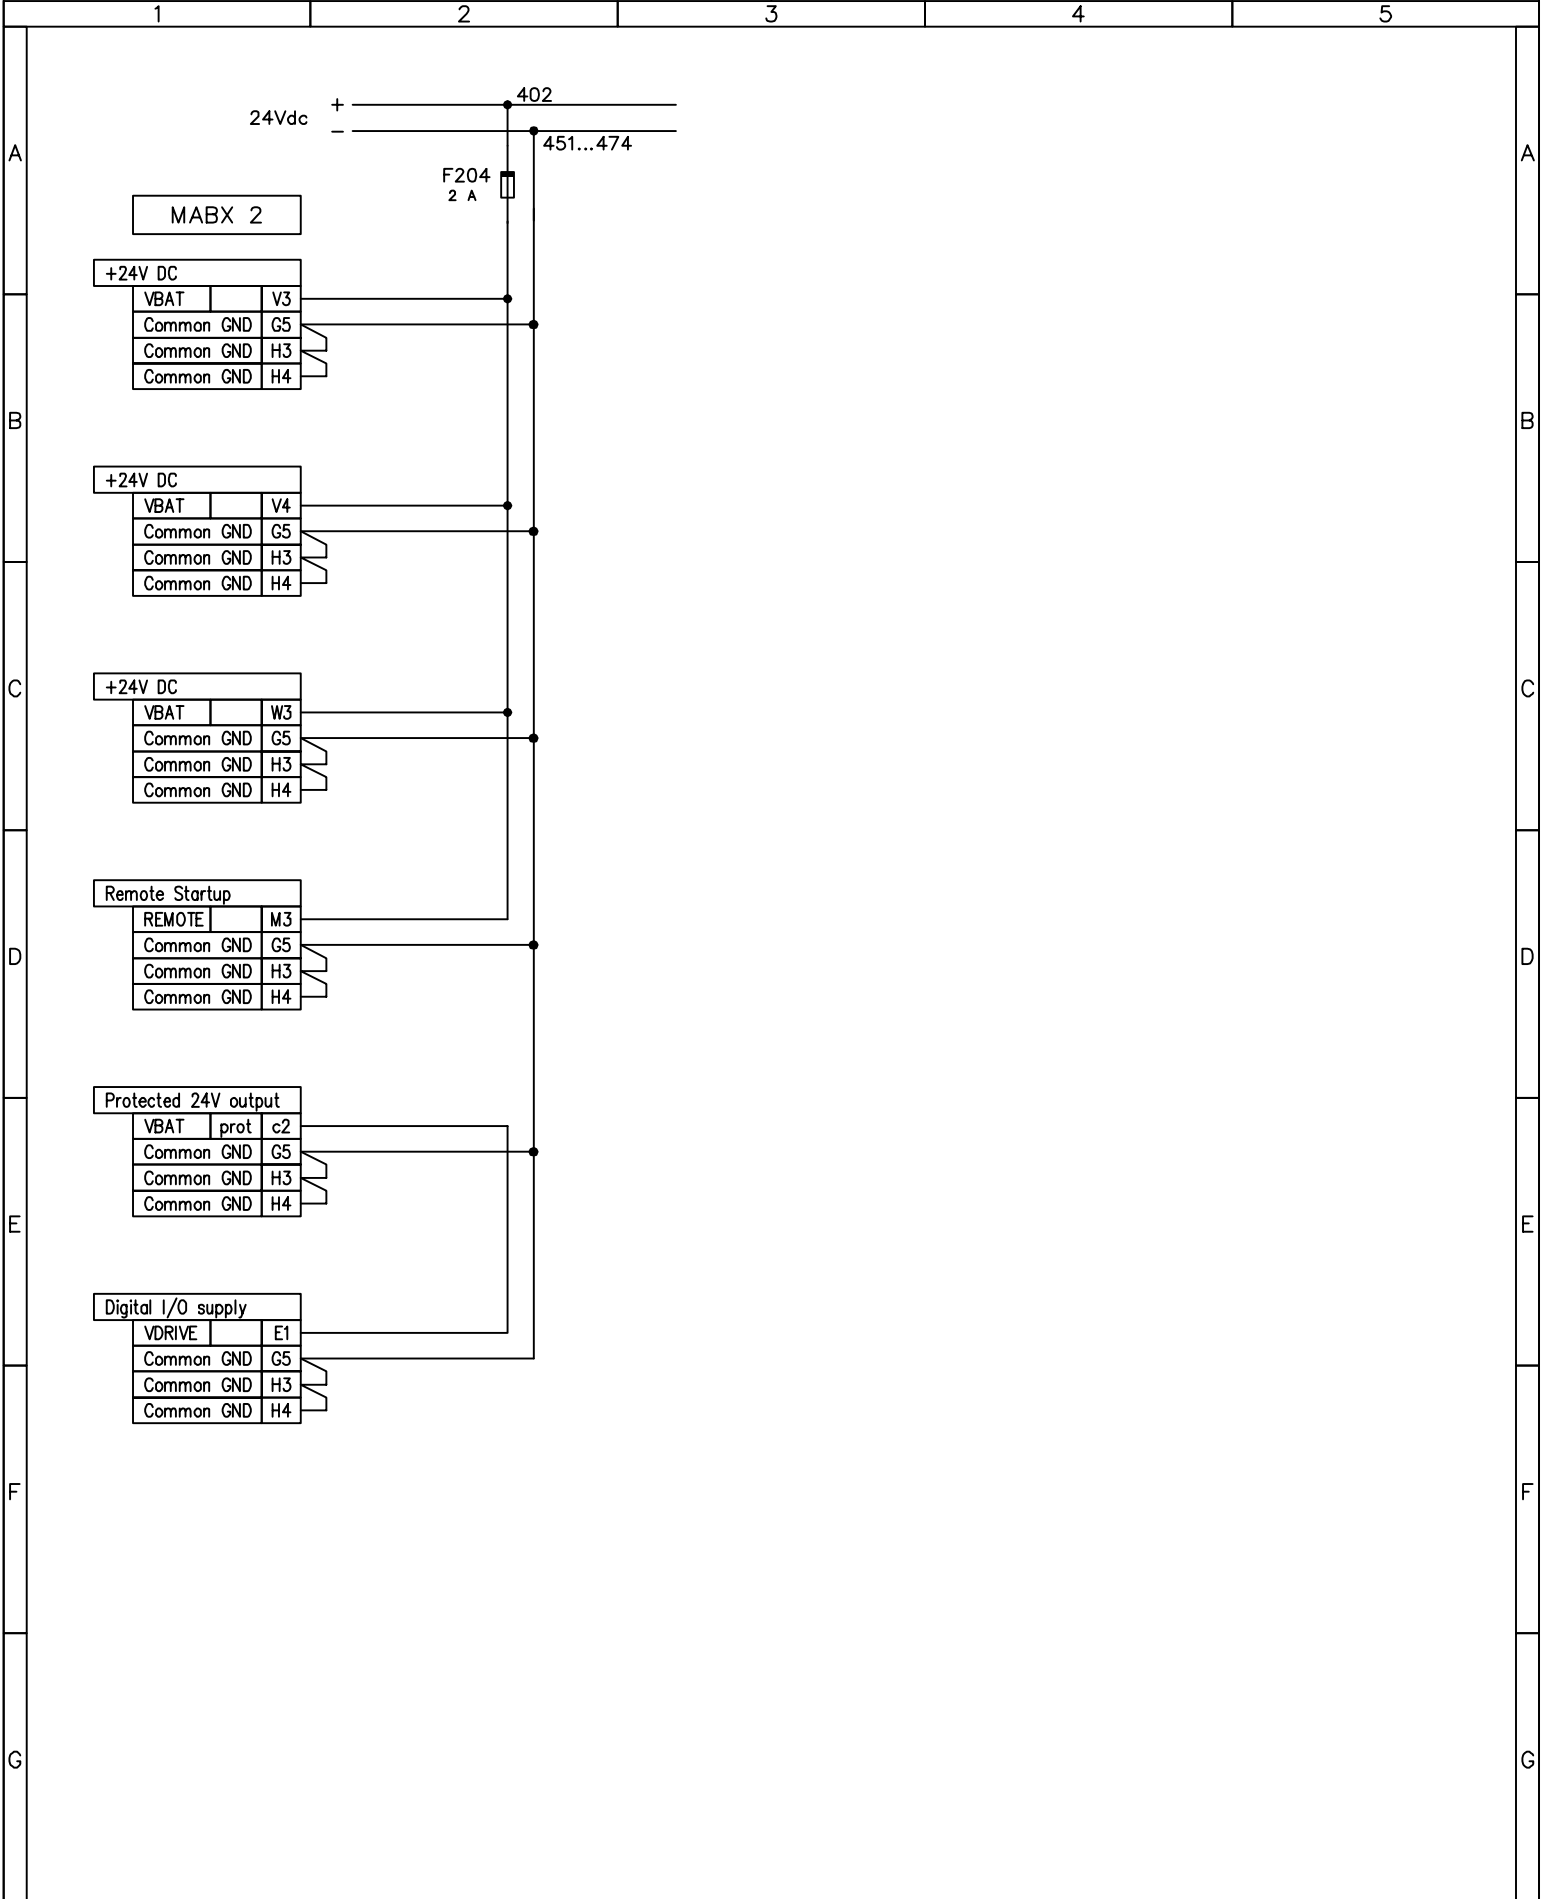 1 2 3 4 5
402
+
24Vdc
−
451...474
A A
F204
2 A
MABX 2
+24V DC
VBAT V3
Common GND G5
Common GND H3
Common GND H4
B B
+24V DC
VBAT V4
Common GND G5
Common GND H3
Common GND H4
+24V DC
C C
VBAT W3
Common GND G5
Common GND H3
Common GND H4
Remote Startup
REMOTE M3
Common GND G5
D D
Common GND H3
Common GND H4
Protected 24V output
VBAT prot c2
Common GND G5
Common GND H3
Common GND H4
E E
Digital I/O supply
VDRIVE E1
Common GND G5
Common GND H3
Common GND H4
F F
G G